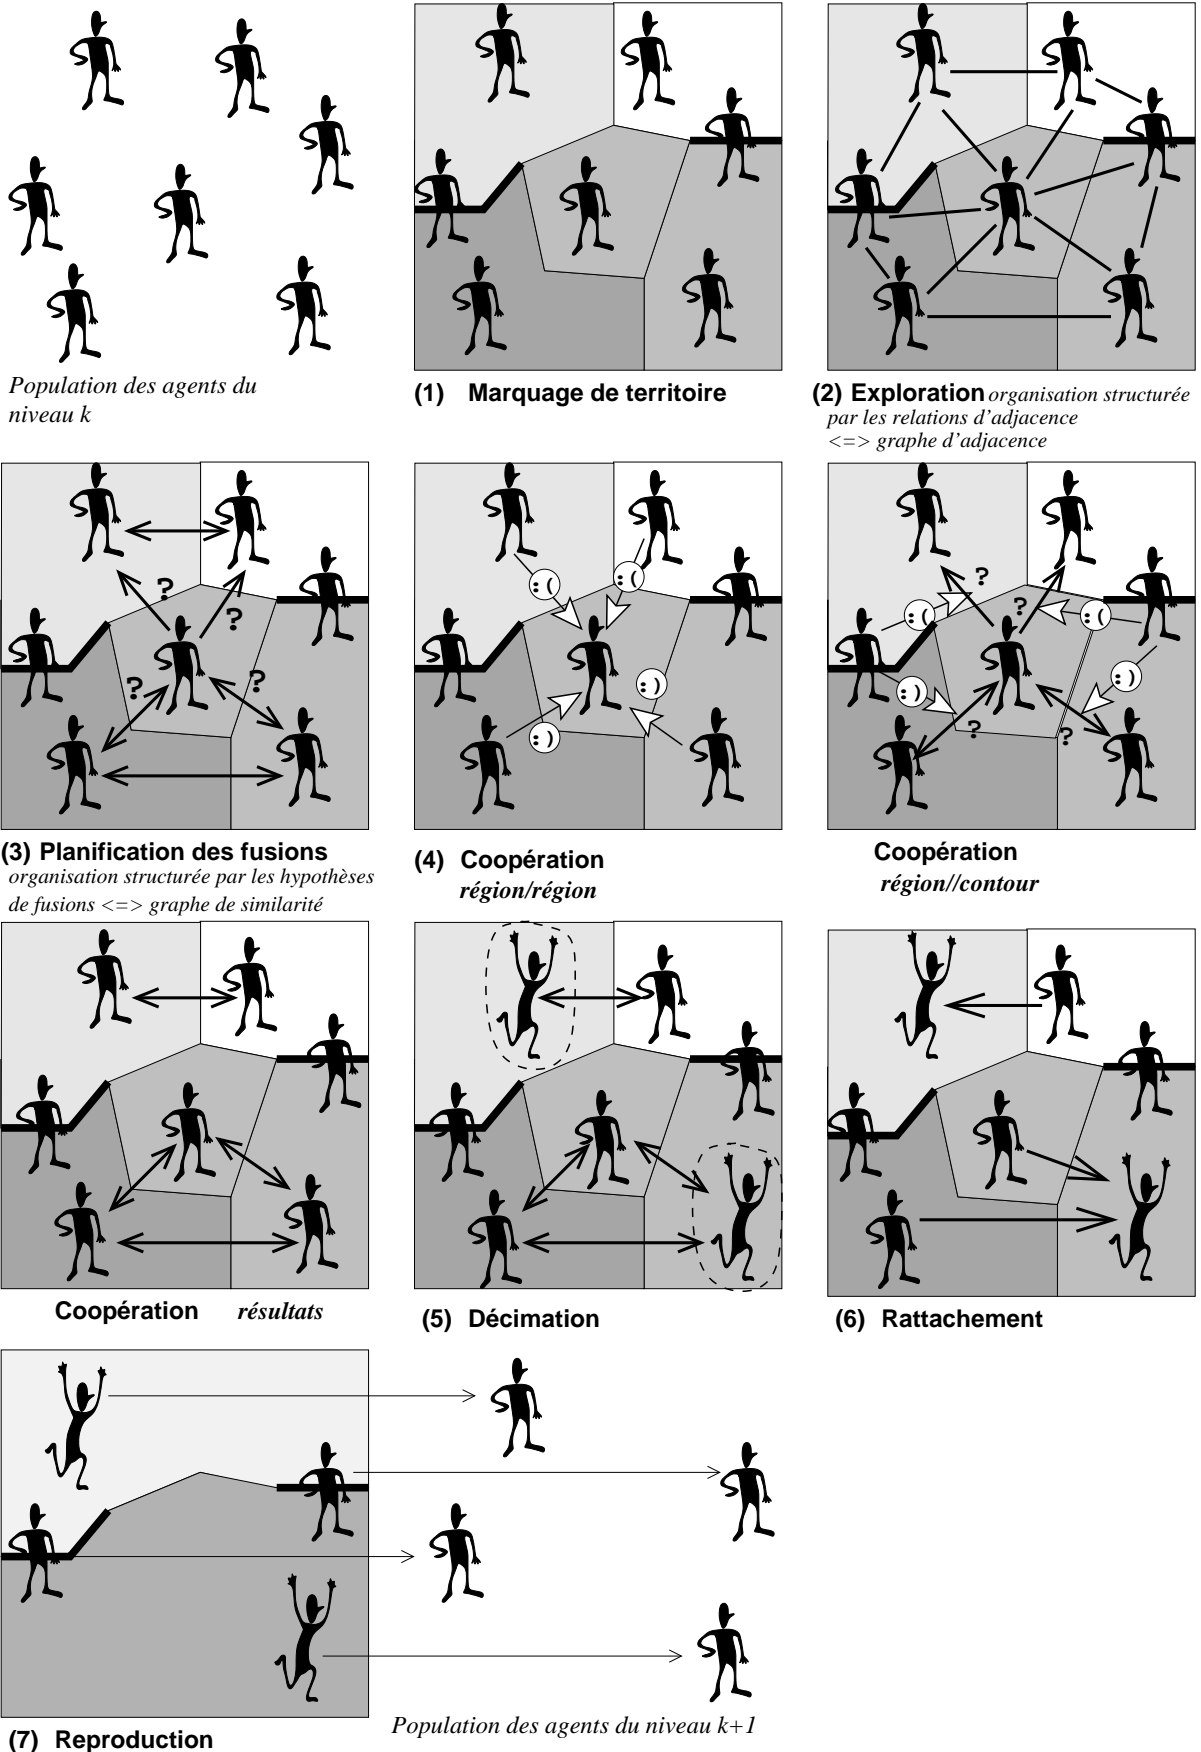 Population des agents du
niveau k
(1) Marquage de territoire
(2) Exploration organisation structurée
par les relations d'adjacence
<=> graphe d'adjacence
?
?
?
?
(3) Planification des fusions
organisation structurée par les hypothèses
de fusions <=> graphe de similarité
:(
:(
:)
:)
(4) Coopération
région/région
?
:(
?
:(
:)
:)
?
?
Coopération
région//contour
Coopération résultats
(5) Décimation
(6) Rattachement
(7) Reproduction
Population des agents du niveau k+1